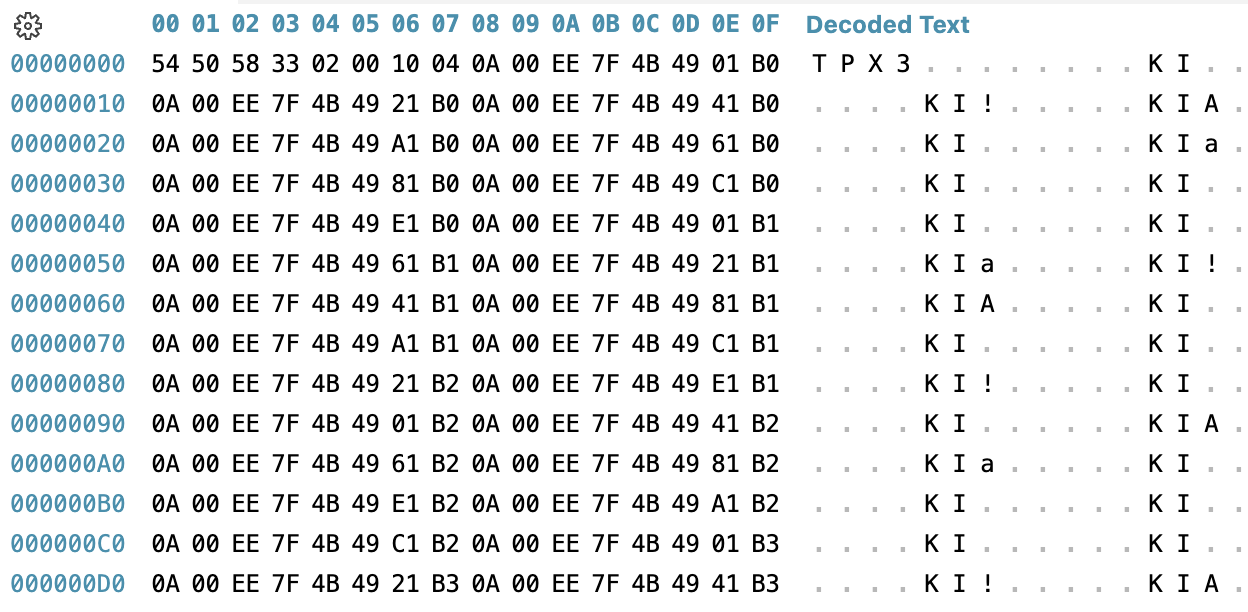 00 01 02 03 04 05 06 07 08 09 0A 0B 0C 0D 0E 0F Decoded Text
00000000 54 50 58 33 02 00 10 04 0A 00 EE 7F 4B 49 01 B0 T P X 3 . . . . . . . . K I . .
00000010 0A 00 EE 7F 4B 49 21 B0 0A 00 EE 7F 4B 49 41 B0 . . . . K I ! . . . . . K I A .
00000020 0A 00 EE 7F 4B 49 A1 B0 0A 00 EE 7F 4B 49 61 B0 . . . . K I . . . . . . K I a .
00000030 0A 00 EE 7F 4B 49 81 B0 0A 00 EE 7F 4B 49 C1 B0 . . . . K I . . . . . . K I . .
00000040 0A 00 EE 7F 4B 49 E1 B0 0A 00 EE 7F 4B 49 01 B1 . . . . K I . . . . . . K I . .
00000050 0A 00 EE 7F 4B 49 61 B1 0A 00 EE 7F 4B 49 21 B1 . . . . K I a . . . . . K I ! .
00000060 0A 00 EE 7F 4B 49 41 B1 0A 00 EE 7F 4B 49 81 B1 . . . . K I A . . . . . K I . .
00000070 0A 00 EE 7F 4B 49 A1 B1 0A 00 EE 7F 4B 49 C1 B1 . . . . K I . . . . . . K I . .
00000080 0A 00 EE 7F 4B 49 21 B2 0A 00 EE 7F 4B 49 E1 B1 . . . . K I ! . . . . . K I . .
00000090 0A 00 EE 7F 4B 49 01 B2 0A 00 EE 7F 4B 49 41 B2 . . . . K I . . . . . . K I A .
000000A0 0A 00 EE 7F 4B 49 61 B2 0A 00 EE 7F 4B 49 81 B2 . . . . K I a . . . . . K I . .
000000B0 0A 00 EE 7F 4B 49 E1 B2 0A 00 EE 7F 4B 49 A1 B2 . . . . K I . . . . . . K I . .
000000C0 0A 00 EE 7F 4B 49 C1 B2 0A 00 EE 7F 4B 49 01 B3 . . . . K I . . . . . . K I . .
000000D0 0A 00 EE 7F 4B 49 21 B3 0A 00 EE 7F 4B 49 41 B3 . . . . K I ! . . . . . K I A .